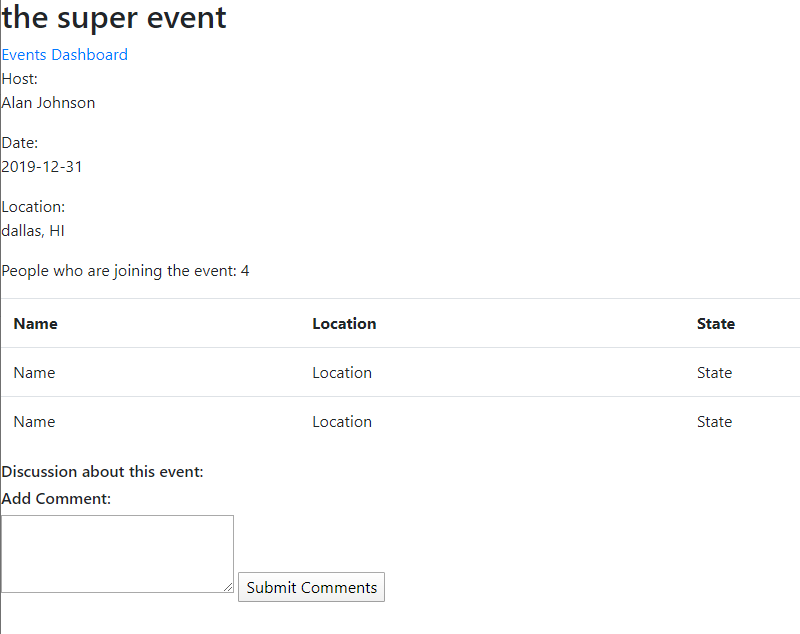 the super event
Events Dashboard
Host:
Alan Johnson
Date:
2019-12-31
Location:
dallas, HI
People who are joining the event: 4
Name Location State
Name Location State
Name Location State
Discussion about this event:
Add Comment:
Submit Comments